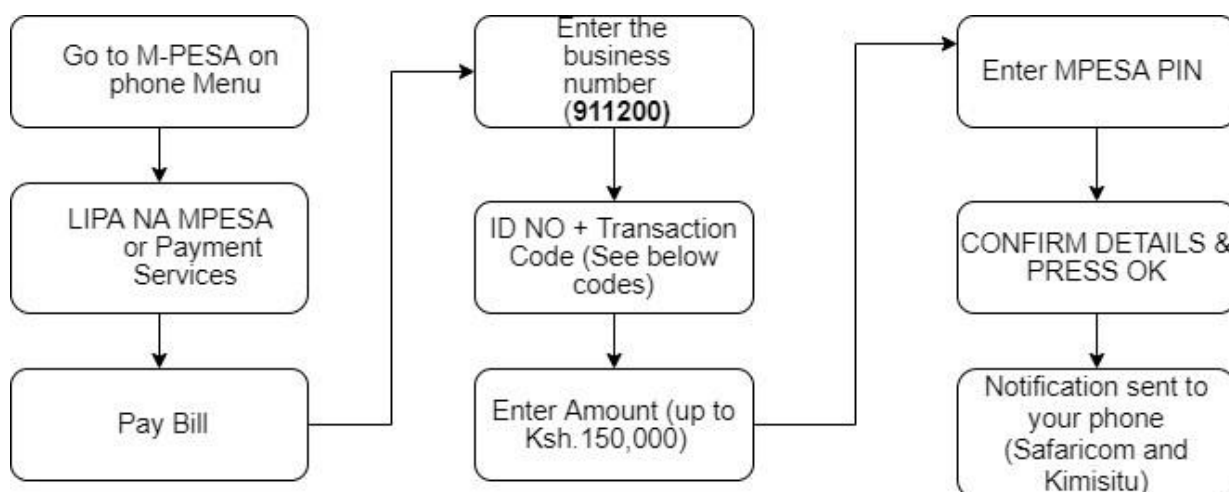 Go to M-PESA on
phone Menu
LIPA NA MPESA
or Payment
Services
Pay Bill
Enter the
business
number
(911200)
ID NO + Transaction
Code (See below
codes)
Enter Amount (up to
Ksh.150,000)
Enter MPESA PIN
CONFIRM DETAILS &
PRESS OK
Notification sent to
your phone
(Safaricom and
Kimisitu)